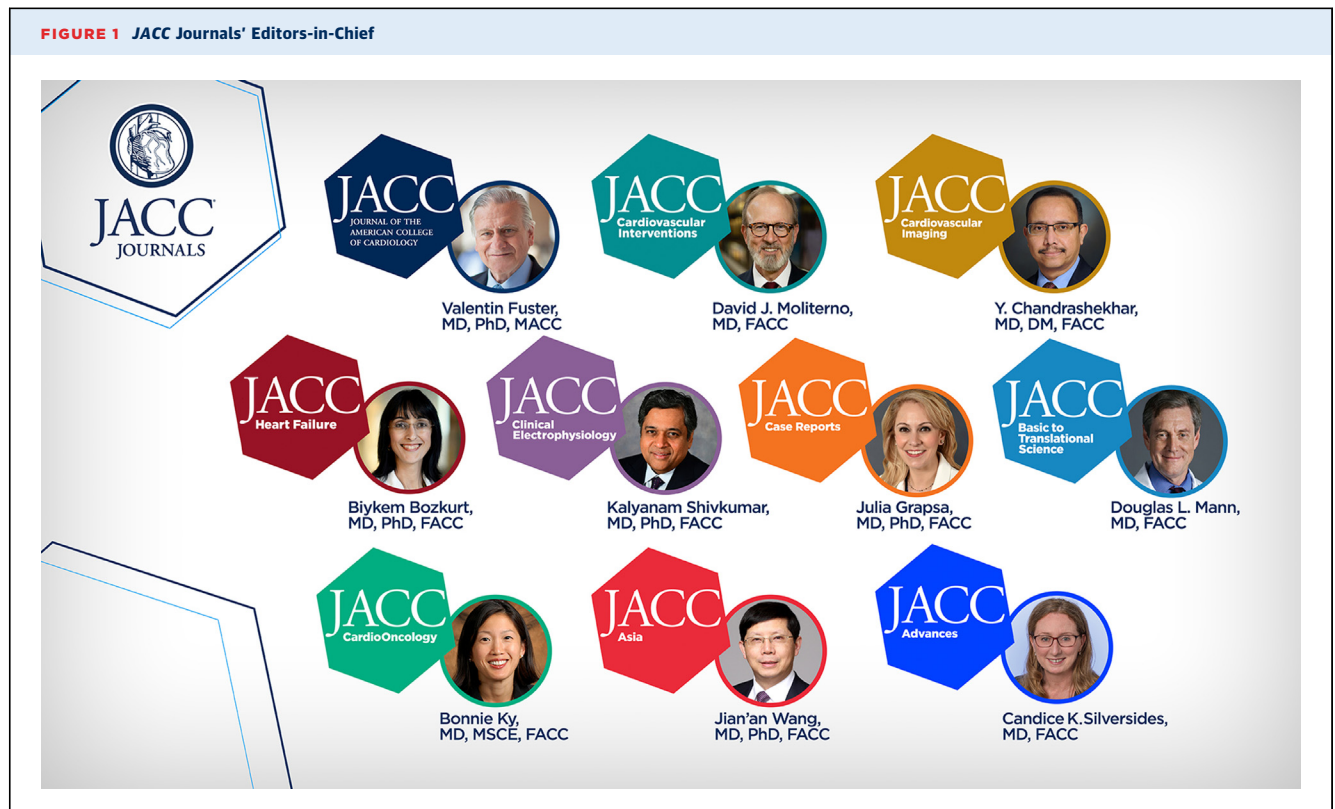 FIGURE 1 JACC Journals' Editors-in-Chief
JACC
JOURNALS
JACC
JOURNAL OF THE
AMERICAN COLLEGE
OF CARDIOLOGY
Valentin Fuster,
MD, PhD, MACC
JACC
Cardiovascular
Interventions
David J. Moliterno,
MD, FACC
JACC
Cardiovascular
Imaging
Y. Chandrashekhar,
MD, DM, FACC
JACC
Heart Failure
Biykem Bozkurt,
MD, PhD, FACC
JACC
Clinical
Electrophysiology
Kalyanam Shivkumar,
MD, PhD, FACC
JACC
Case Reports
Julia Grapsa,
MD, PhD, FACC
JACC
Basic to
Translational
Science
Douglas L. Mann,
MD, FACC
JACC
CardioOncology
Bonnie Ky,
MD, MSCE, FACC
JACC
Asia
Jian'an Wang,
MD, PhD, FACC
JACC
Advances
Candice K.Silversides,
MD, FACC